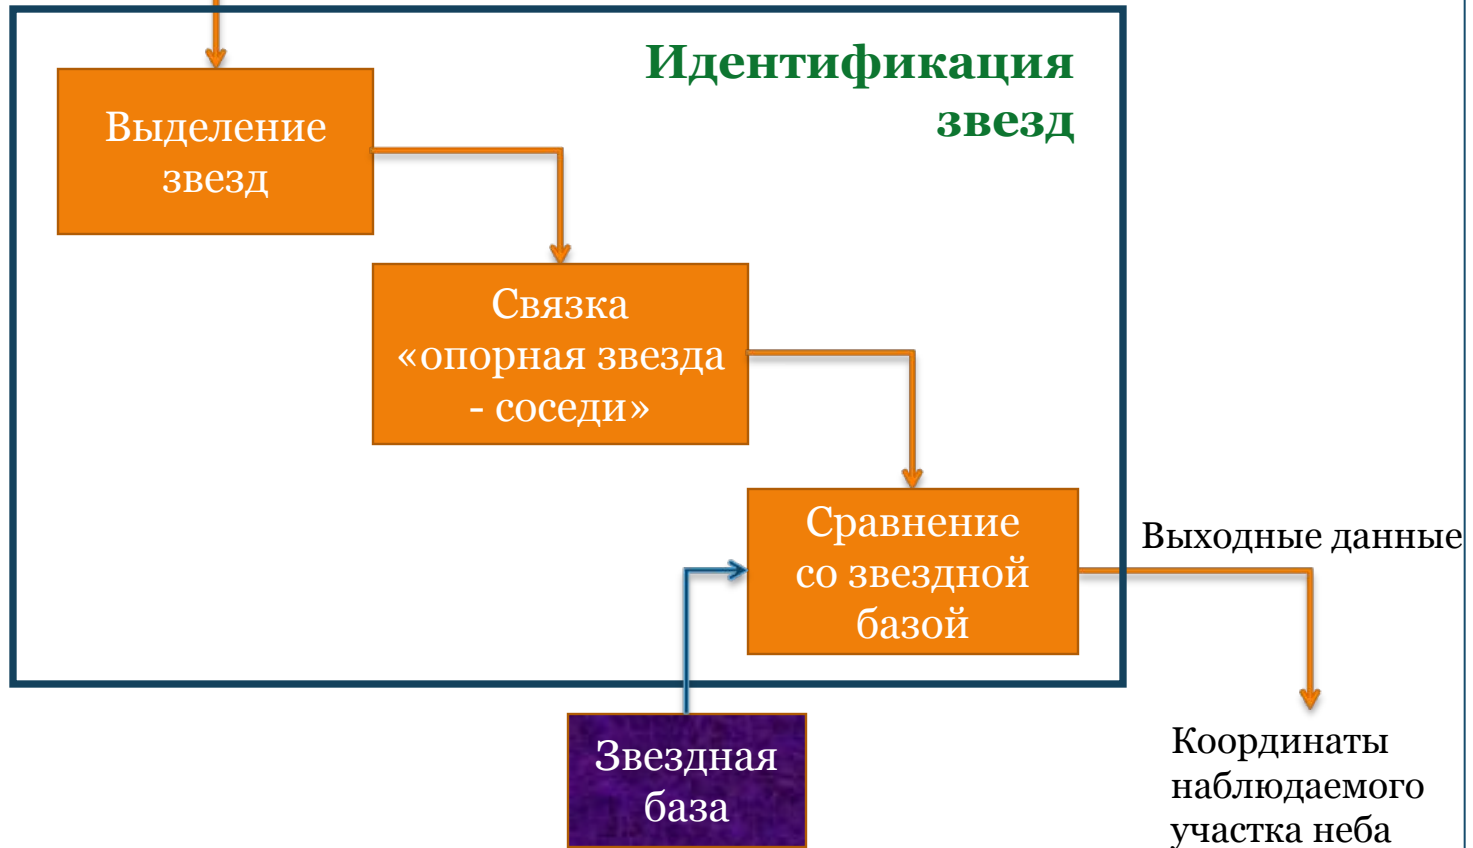 Идентификация
звезд
Выделение
звезд
Связка
«опорная звезда
- соседи»
Сравнение
со звездной
базой
Выходные данные
Звездная
база
Координаты
наблюдаемого
участка неба